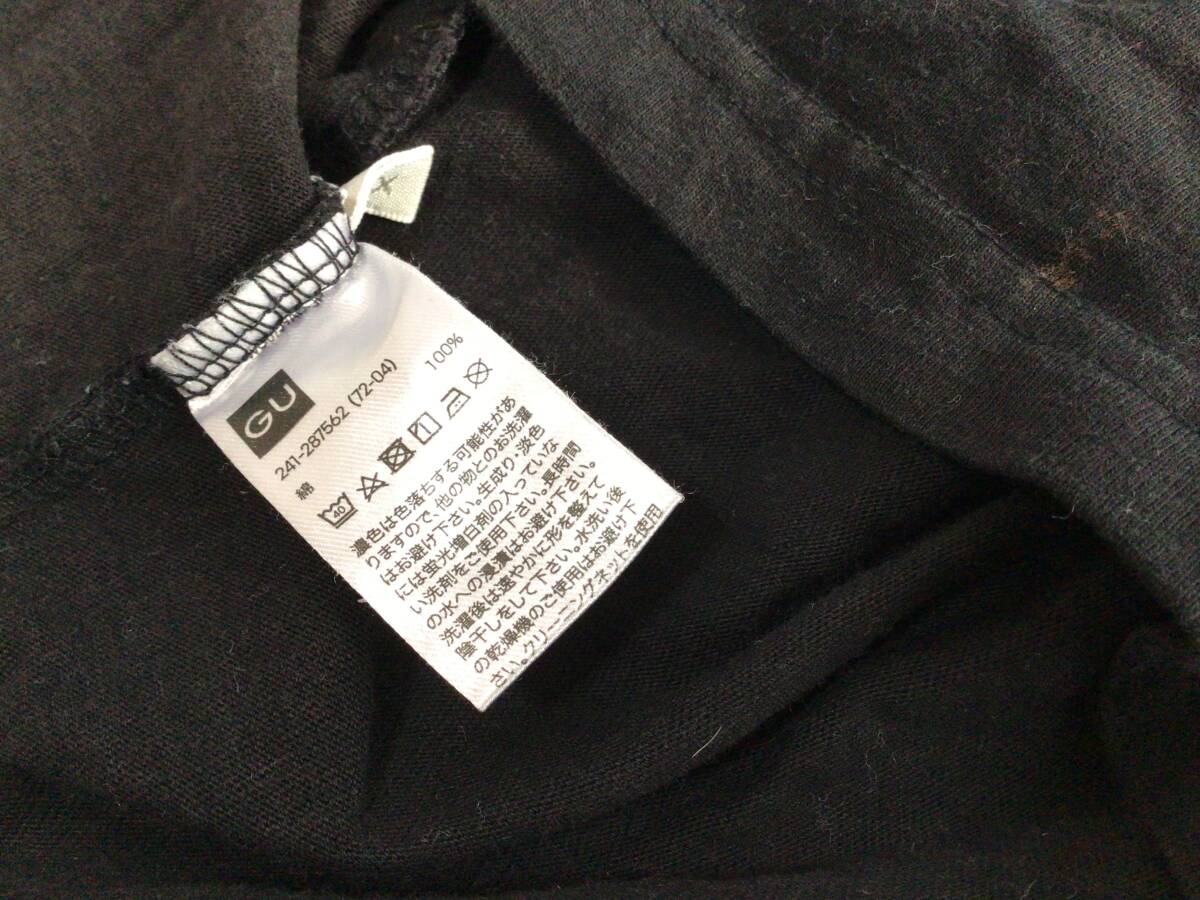 GU
241-287562 (72-04)
綿 100%
40
濃色は色落ちする可能性があ
りますので、他の物とのお洗濯
はお避け下さい。生成り・淡色
には蛍光増白剤の入っていな
い洗剤をご使用下さい。長時間
の水への浸漬はお避け下さい。
洗濯後は速やかに形を整えて
陰干しをして下さい。水洗い後
の乾燥機のご使用はお避け下
さい。クリーニングネットを使用